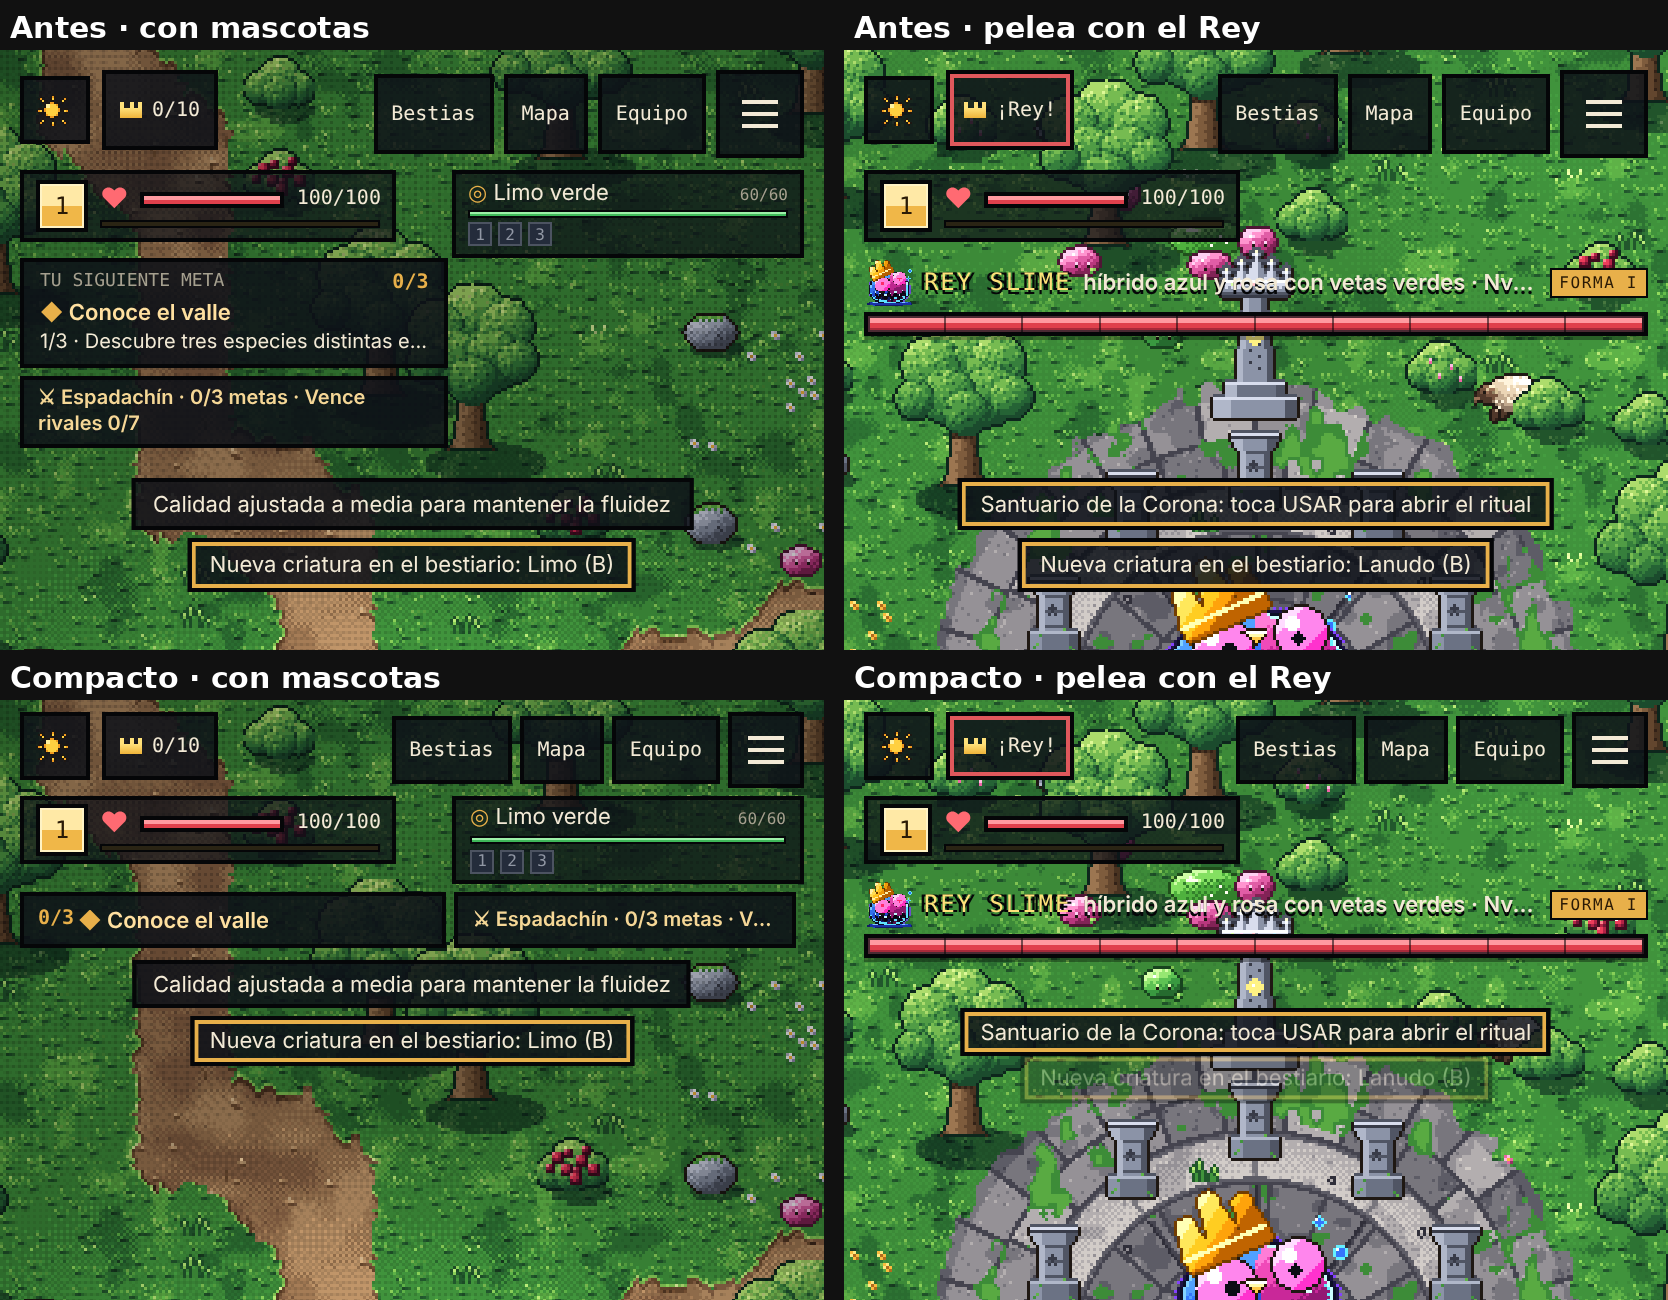 Antes · con mascotas
0/10
Bestias
Mapa
Equipo
1
100/100
Limo verde
60/60
1 2 3
TU SIGUIENTE META
0/3
Conoce el valle
1/3 · Descubre tres especies distintas e...
Espadachín · 0/3 metas · Vence
rivales 0/7
Calidad ajustada a media para mantener la fluidez
Nueva criatura en el bestiario: Limo (B)
Antes · pelea con el Rey
¡Rey!
Bestias
Mapa
Equipo
1
100/100
REY SLIME híbrido azul y rosa con vetas verdes · Nv...
FORMA I
Santuario de la Corona: toca USAR para abrir el ritual
Nueva criatura en el bestiario: Lanudo (B)
Compacto · con mascotas
0/10
Bestias
Mapa
Equipo
1
100/100
Limo verde
60/60
1 2 3
0/3 Conoce el valle
Espadachín · 0/3 metas · V...
Calidad ajustada a media para mantener la fluidez
Nueva criatura en el bestiario: Limo (B)
Compacto · pelea con el Rey
¡Rey!
Bestias
Mapa
Equipo
1
100/100
REY SLIME híbrido azul y rosa con vetas verdes · Nv...
FORMA I
Santuario de la Corona: toca USAR para abrir el ritual
Nueva criatura en el bestiario: Lanudo (B)